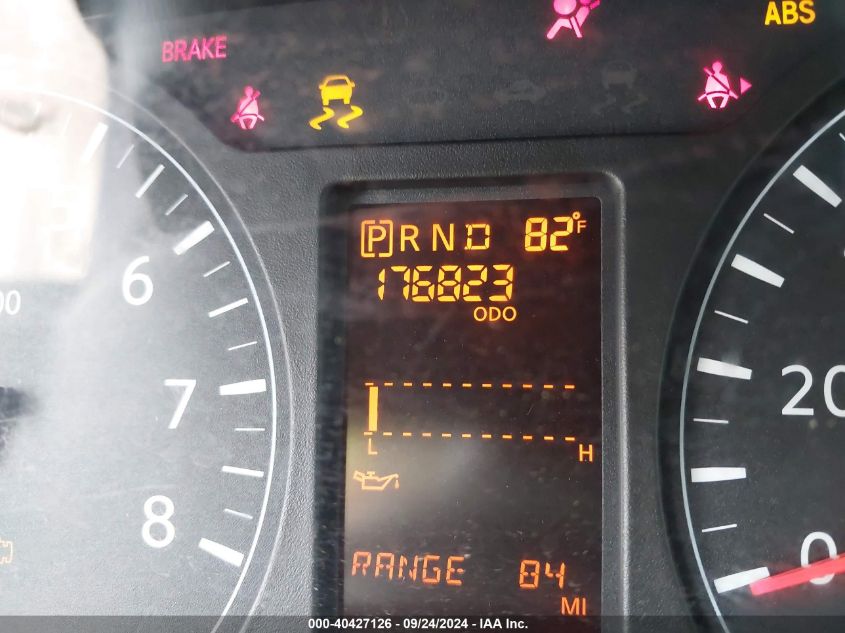 ABS
BRAKE
[P] R N D 82°F
176823
ODO
6
7
8
20
0
L H
RANGE 84
MI
000-40427126 - 09/24/2024 - IAA Inc.